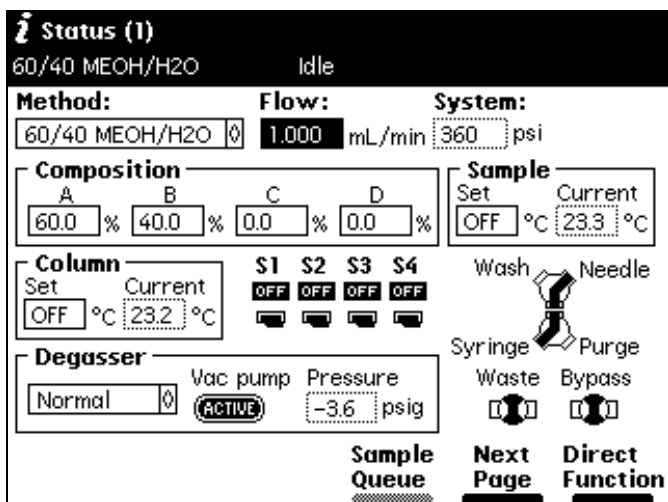 i Status (1)
60/40 MEOH/H2O Idle
Method: Flow: System:
60/40 MEOH/H2O 1.000 mL/min 360 psi
Composition Sample
A B C D Set Current
60.0 % 40.0 % 0.0 % 0.0 % OFF °C 23.3 °C
Column S1 S2 S3 S4 Wash Needle
Set Current OFF OFF OFF OFF
OFF °C 23.2 °C
Syringe Purge
Degasser Vac pump Pressure Waste Bypass
Normal ACTIVE -3.6 psig
Sample Next Direct
Queue Page Function